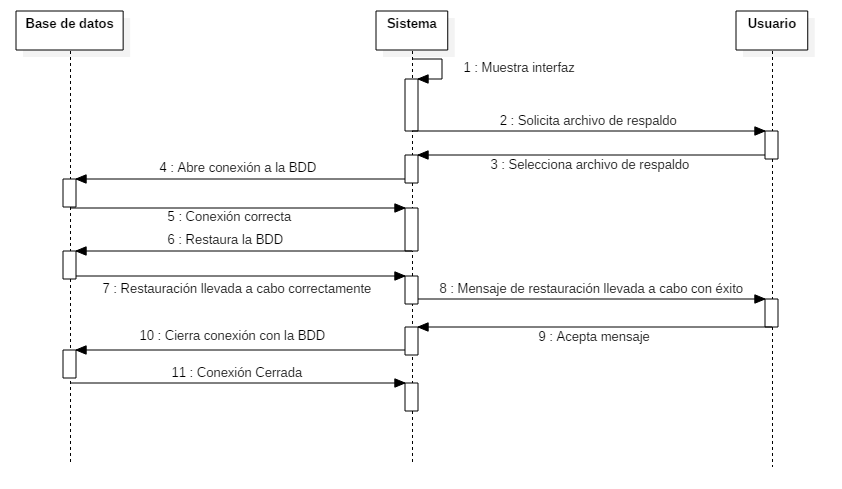 Base de datos
Sistema
Usuario
1 : Muestra interfaz
2 : Solicita archivo de respaldo
3 : Selecciona archivo de respaldo
4 : Abre conexión a la BDD
5 : Conexión correcta
6 : Restaura la BDD
7 : Restauración llevada a cabo correctamente
8 : Mensaje de restauración llevada a cabo con éxito
9 : Acepta mensaje
10 : Cierra conexión con la BDD
11 : Conexión Cerrada